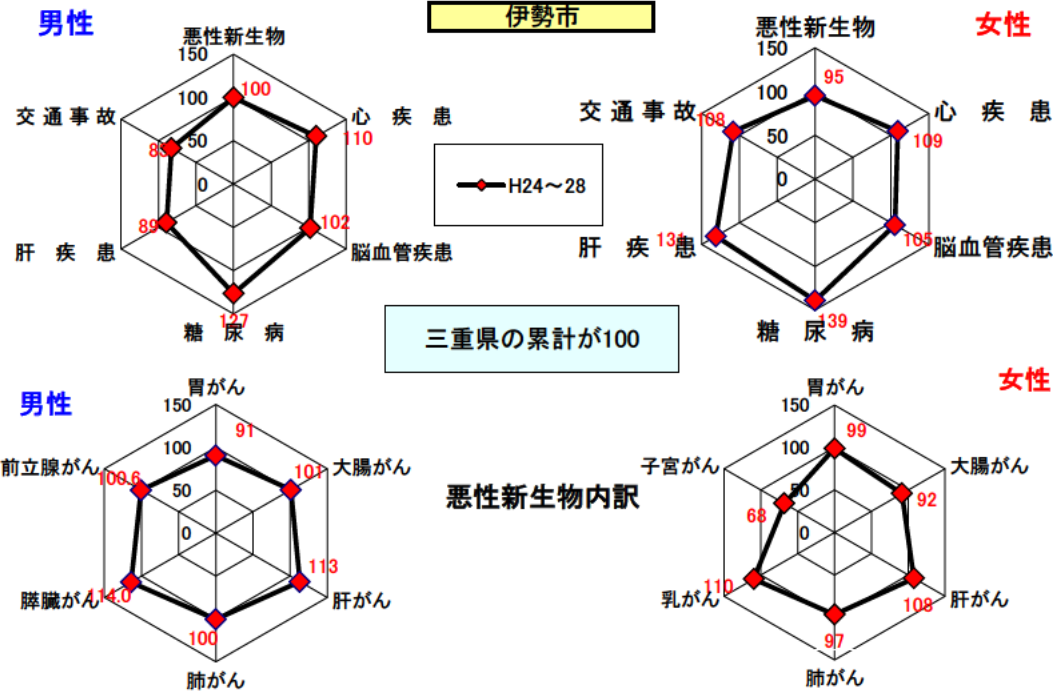 伊勢市
男性
悪性新生物
150
100
50
0
100
心 疾 患
110
102
脳血管疾患
127
糖 尿 病
89
肝 疾 患
交 通 事 故
H24～28
女性
悪性新生物
150
100
50
0
95
心 疾 患
109
105
脳血管疾患
139
糖 尿 病
131
肝 疾 患
108
交 通 事 故
三重県の累計が100
男性
胃がん
150
100
50
0
91
大腸がん
101
113
肝がん
100
肺がん
114.0
膵臓がん
100.6
前立腺がん
悪性新生物内訳
女性
胃がん
150
100
50
0
99
大腸がん
92
108
肝がん
97
肺がん
110
乳がん
68
子宮がん